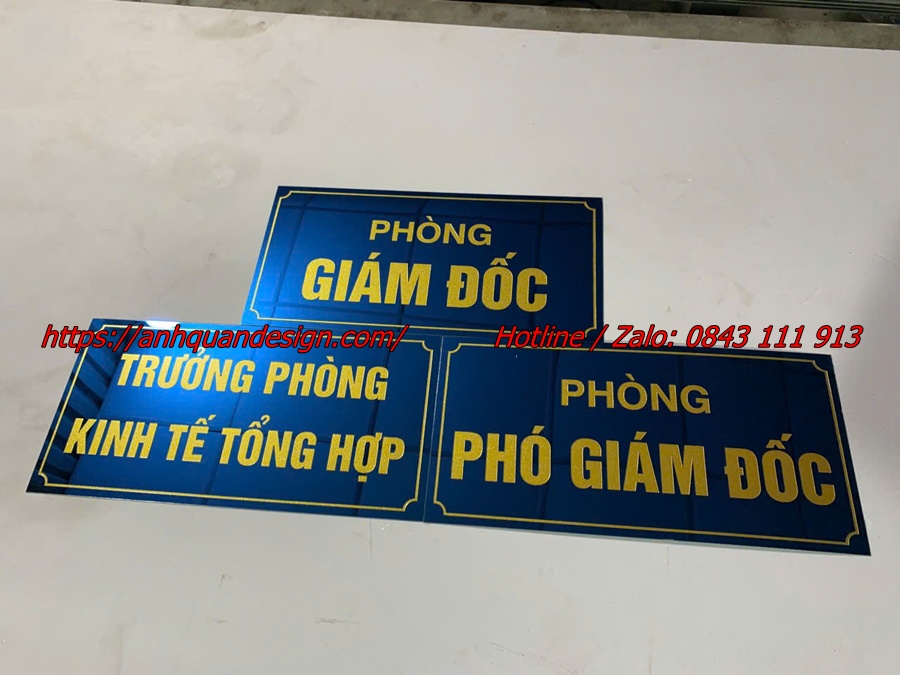 PHÒNG
GIÁM ĐỐC
https://anhquandesign.com/
Hotline / Zalo: 0843 111 913
TRƯỞNG PHÒNG
KINH TẾ TỔNG HỢP
PHÒNG
PHÓ GIÁM ĐỐC